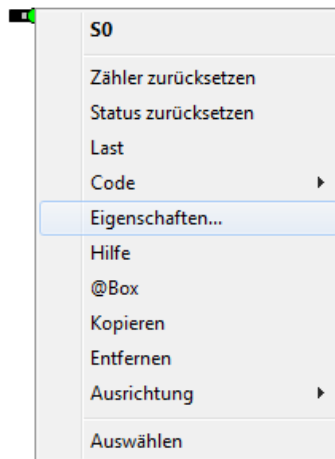 S0
Zähler zurücksetzen
Status zurücksetzen
Last
Code
Eigenschaften...
Hilfe
@Box
Kopieren
Entfernen
Ausrichtung
Auswählen